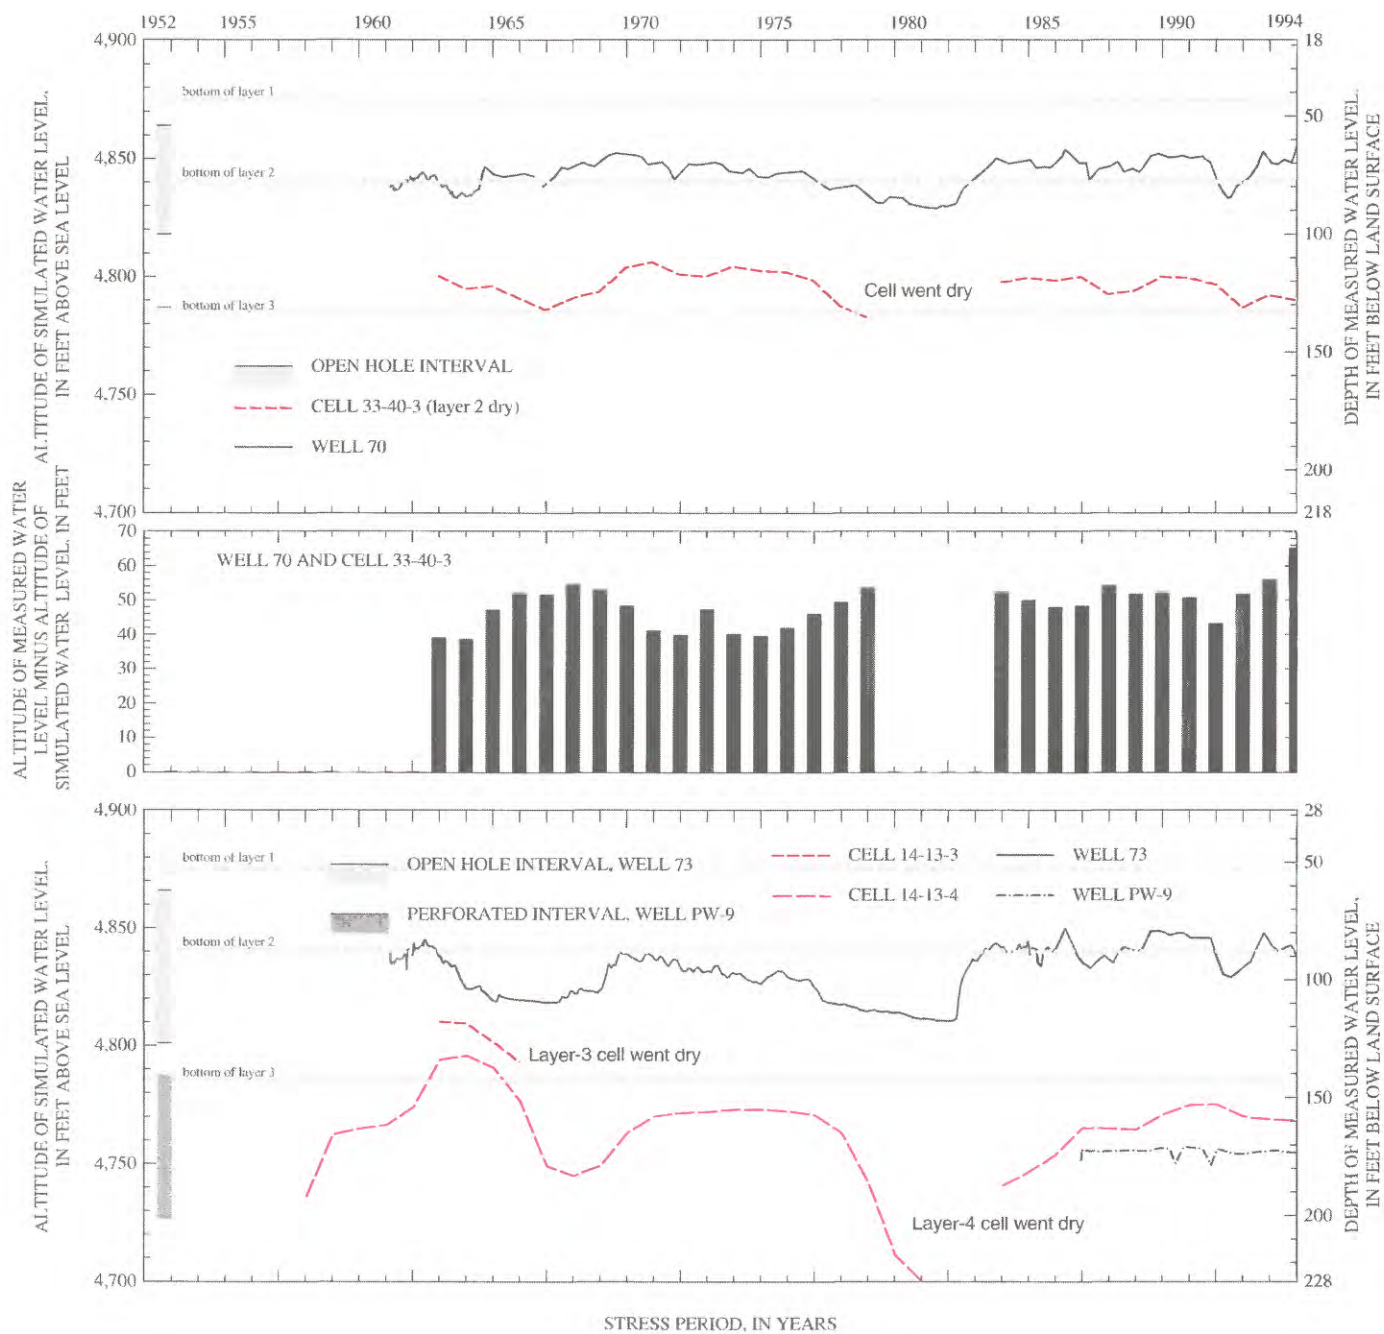 1952 1955 1960 1965 1970 1975 1980 1985 1990 1994
4,900
4,850
4,800
4,750
4,700
18
50
100
150
200
218
ALTITUDE OF SIMULATED WATER LEVEL,
IN FEET ABOVE SEA LEVEL
DEPTH OF MEASURED WATER LEVEL,
IN FEET BELOW LAND SURFACE
bottom of layer 1
bottom of layer 2
bottom of layer 3
Cell went dry
OPEN HOLE INTERVAL
CELL 33-40-3 (layer 2 dry)
WELL 70
ALTITUDE OF MEASURED WATER
LEVEL MINUS ALTITUDE OF
SIMULATED WATER LEVEL, IN FEET
70
60
50
40
30
20
10
0
WELL 70 AND CELL 33-40-3
4,900
4,850
4,800
4,750
4,700
28
50
100
150
200
228
ALTITUDE OF SIMULATED WATER LEVEL,
IN FEET ABOVE SEA LEVEL
DEPTH OF MEASURED WATER LEVEL,
IN FEET BELOW LAND SURFACE
bottom of layer 1
bottom of layer 2
bottom of layer 3
OPEN HOLE INTERVAL, WELL 73
PERFORATED INTERVAL, WELL PW-9
CELL 14-13-3
CELL 14-13-4
WELL 73
WELL PW-9
Layer-3 cell went dry
Layer-4 cell went dry
STRESS PERIOD, IN YEARS